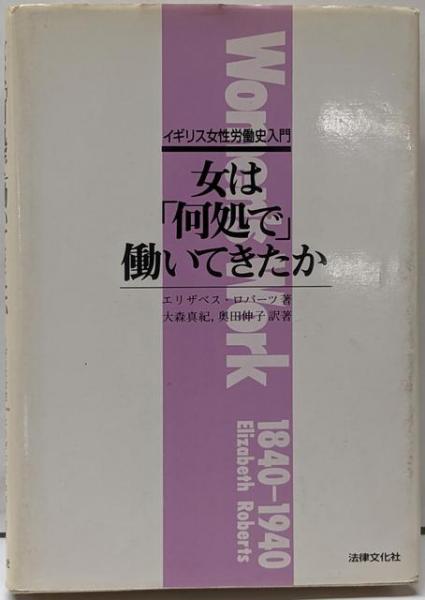 イギリス女性労働史入門
女は
「何処で」
働いてきたか
エリザベス・ロバーツ 著
大森真紀, 奥田伸子 訳著
Women's Work
1840-1940
Elizabeth Roberts
法律文化社